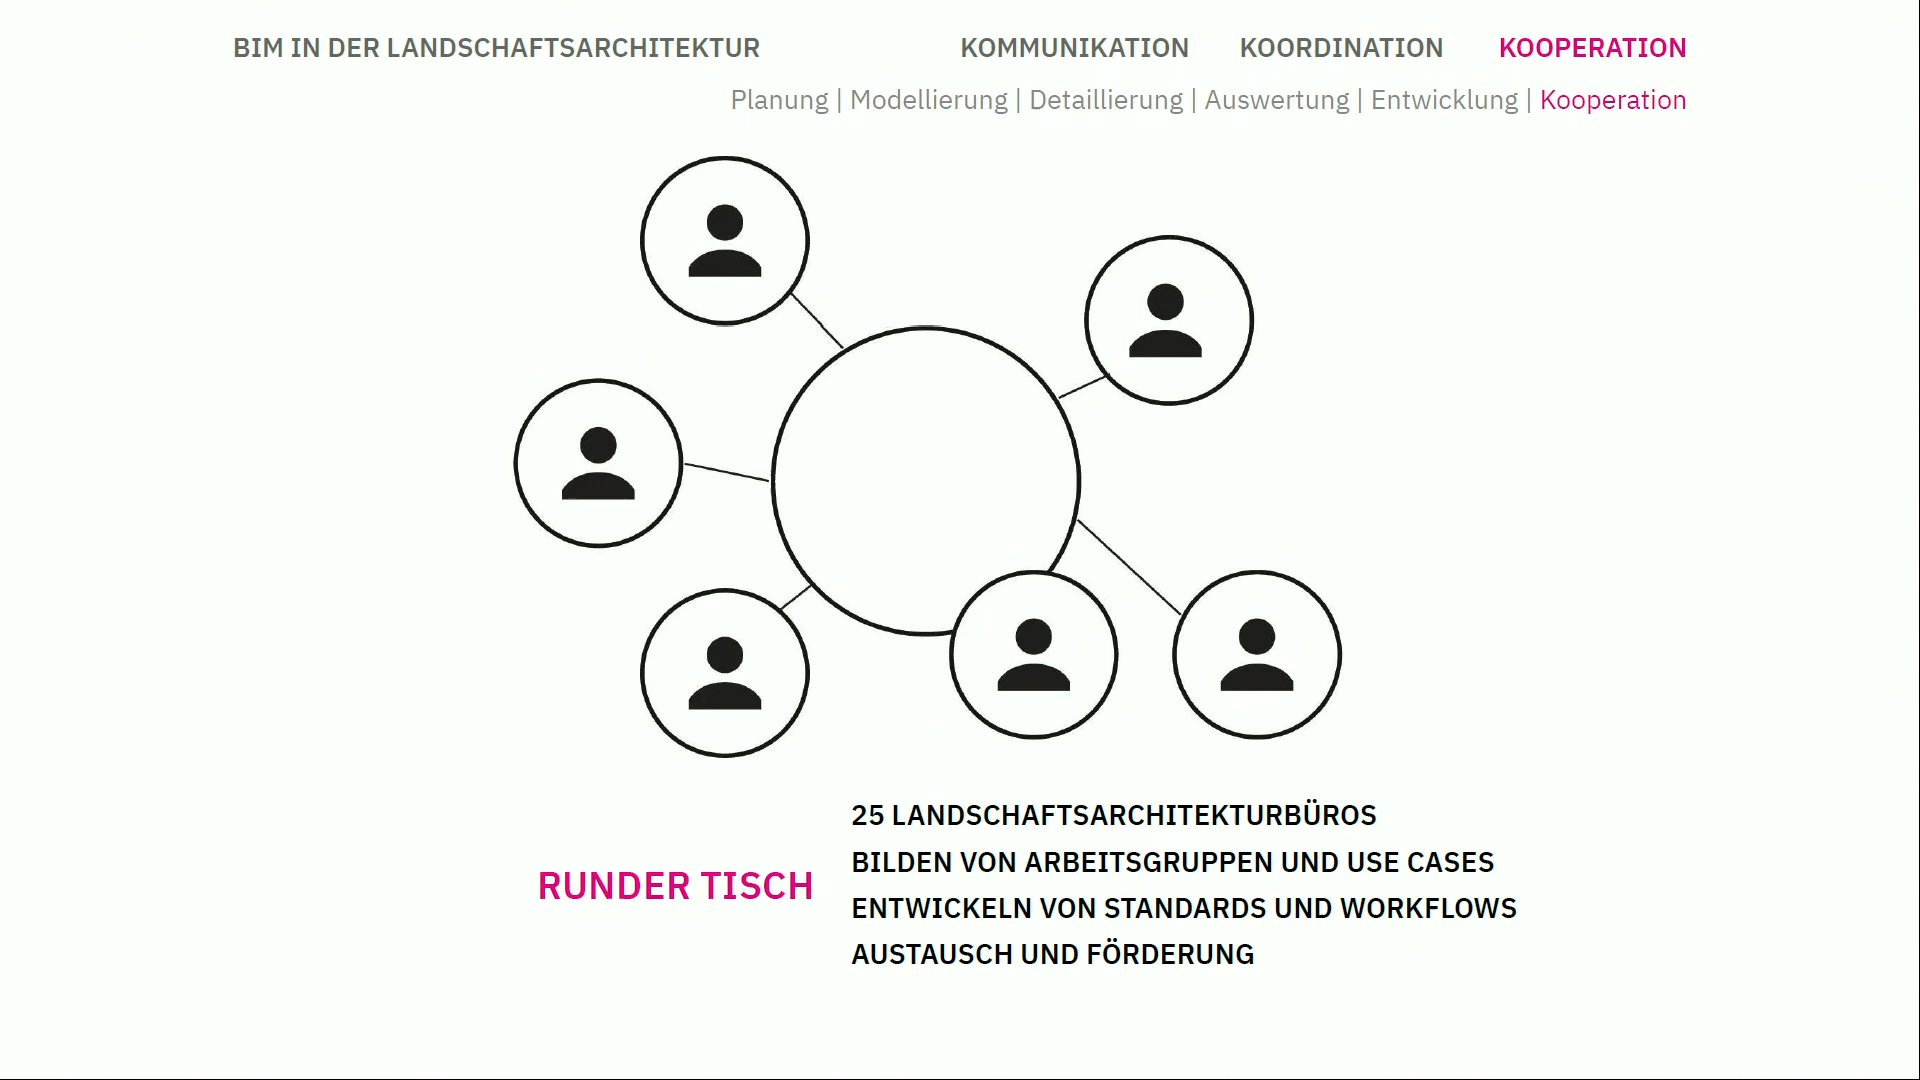 BIM IN DER LANDSCHAFTSARCHITEKTUR KOMMUNIKATION KOORDINATION KOOPERATION
Planung | Modellierung | Detaillierung | Auswertung | Entwicklung | Kooperation
RUNDER TISCH
25 LANDSCHAFTSARCHITEKTURBÜROS
BILDEN VON ARBEITSGRUPPEN UND USE CASES
ENTWICKELN VON STANDARDS UND WORKFLOWS
AUSTAUSCH UND FÖRDERUNG